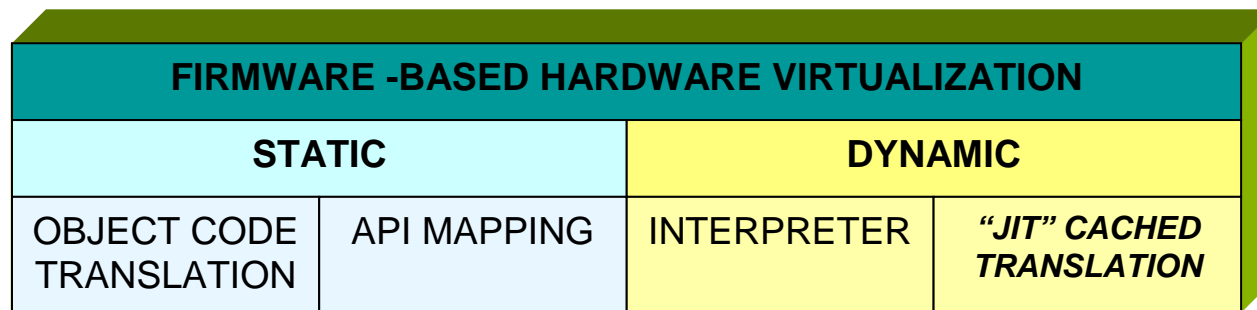 FIRMWARE -BASED HARDWARE VIRTUALIZATION
STATIC
DYNAMIC
OBJECT CODE
TRANSLATION
API MAPPING
INTERPRETER
“JIT” CACHED
TRANSLATION